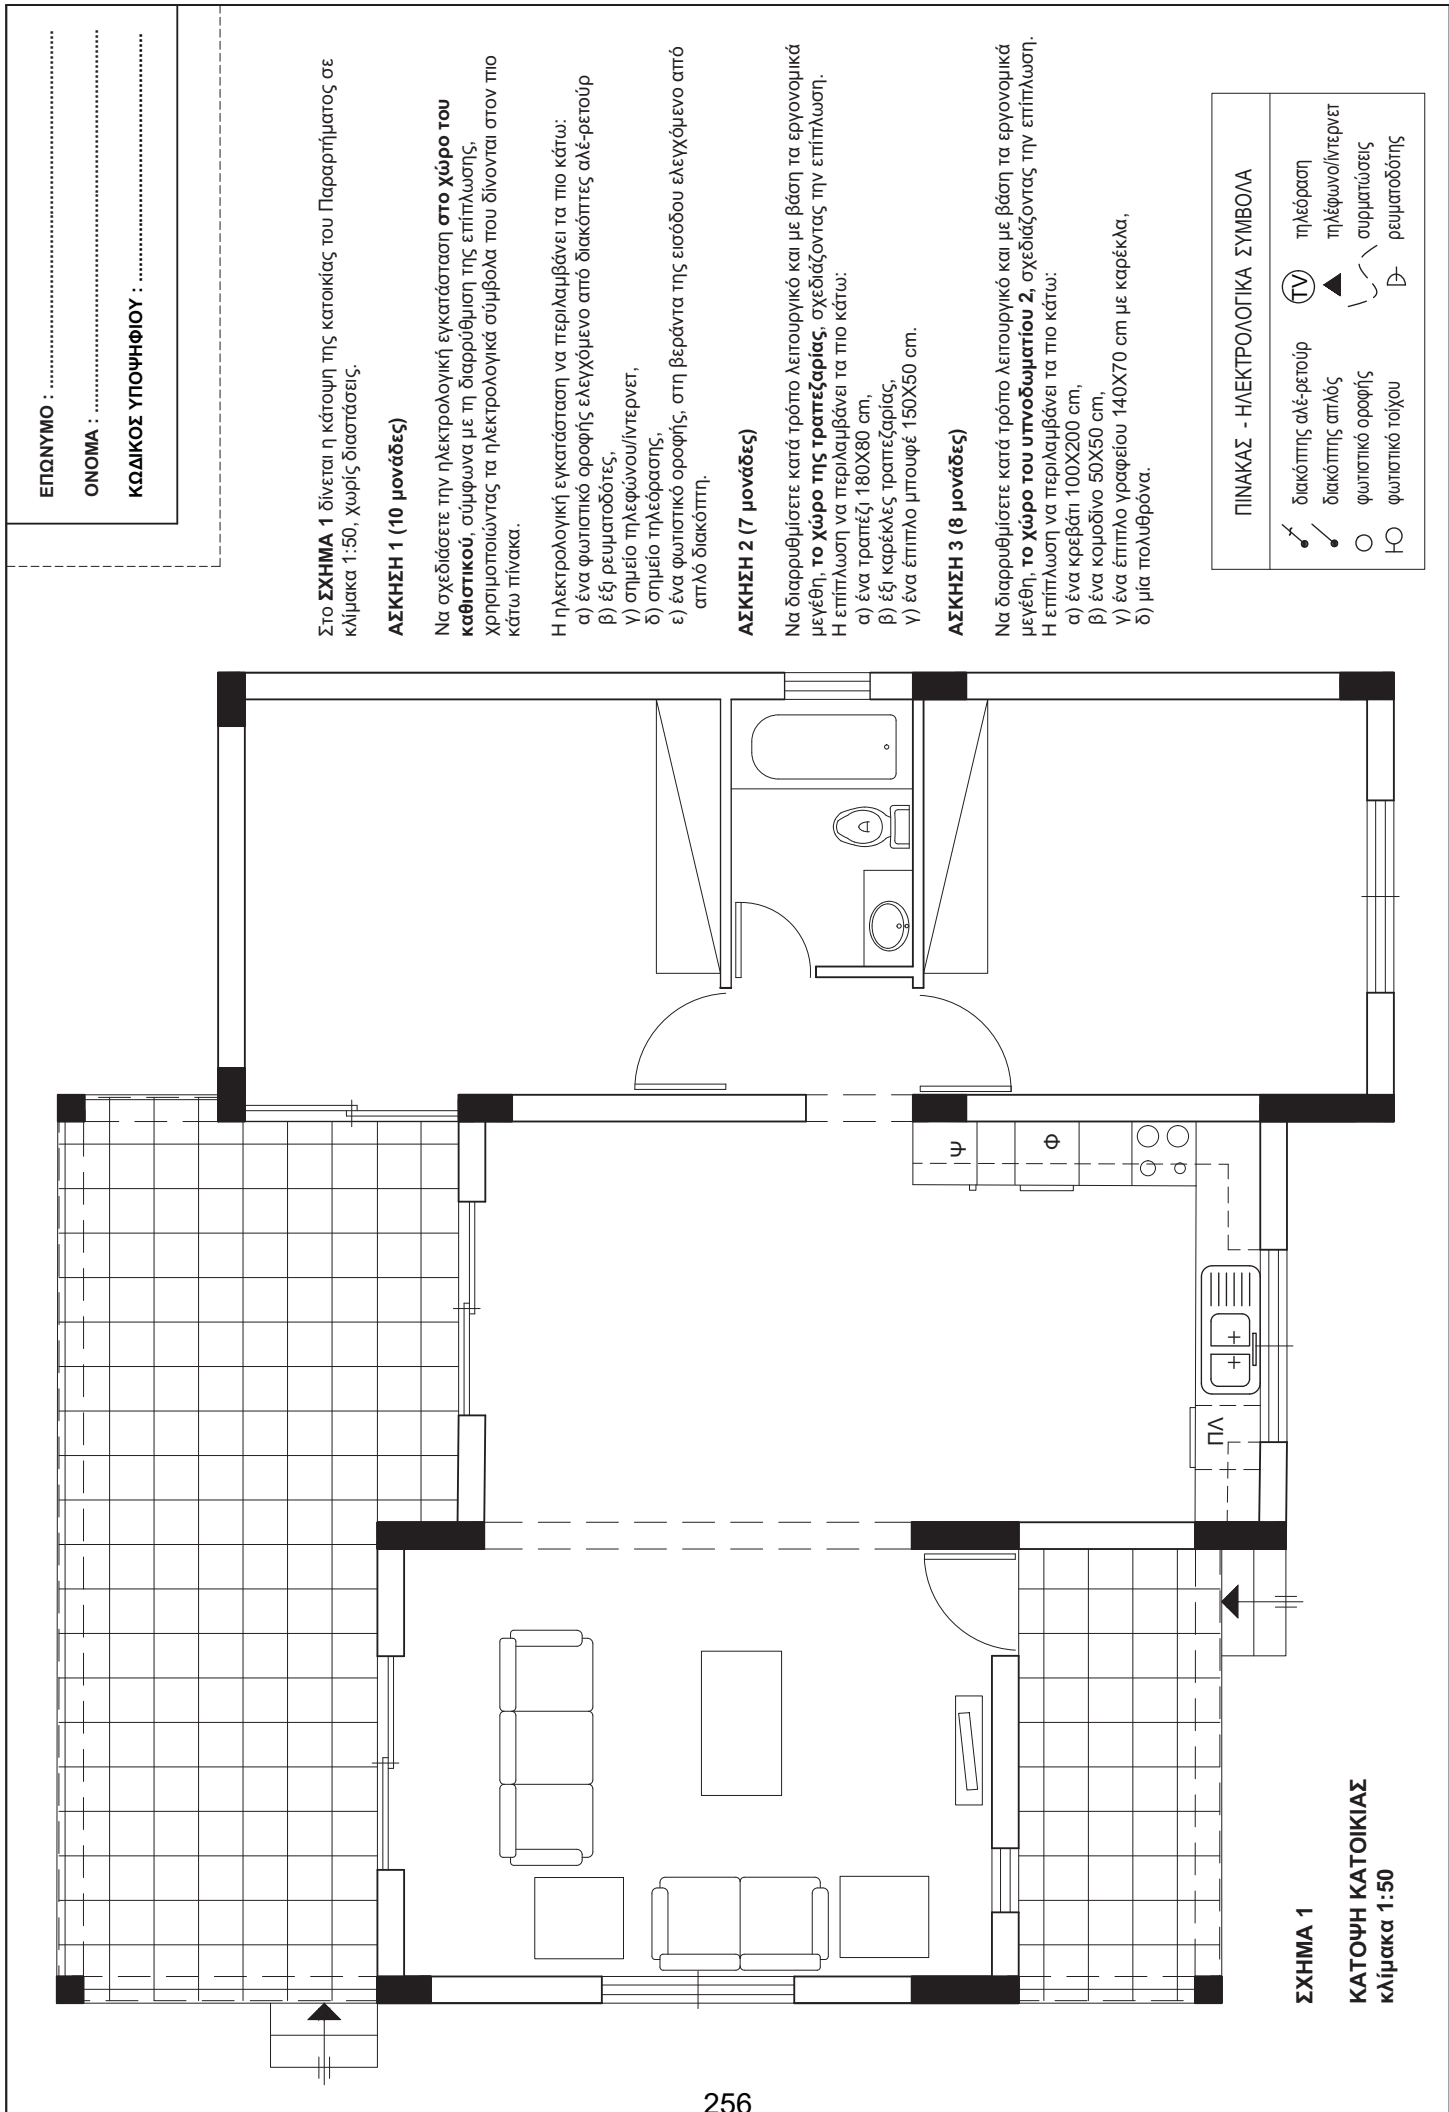 ΕΠΩΝΥΜΟ : ............................................................
ΟΝΟΜΑ : ............................................................
ΚΩΔΙΚΟΣ ΥΠΟΨΗΦΙΟΥ : ........................................
Στο ΣΧΗΜΑ 1 δίνεται η κάτοψη της κατοικίας του Παραρτήματος σε
κλίμακα 1:50, χωρίς διαστάσεις.
ΑΣΚΗΣΗ 1 (10 μονάδες)
Να σχεδιάσετε την ηλεκτρολογική εγκατάσταση στο χώρο του
καθιστικού, σύμφωνα με τη διαρρύθμιση της επίπλωσης,
χρησιμοποιώντας τα ηλεκτρολογικά σύμβολα που δίνονται στον πιο
κάτω πίνακα.
Η ηλεκτρολογική εγκατάσταση να περιλαμβάνει τα πιο κάτω:
α) ένα φωτιστικό οροφής ελεγχόμενο από διακόπτες αλέ-ρετούρ
β) έξι ρευματοδότες,
γ) σημείο τηλεφώνου/ίντερνετ,
δ) σημείο τηλεόρασης,
ε) ένα φωτιστικό οροφής, στη βεράντα της εισόδου ελεγχόμενο από
απλό διακόπτη.
ΑΣΚΗΣΗ 2 (7 μονάδες)
Να διαρρυθμίσετε κατά τρόπο λειτουργικό και με βάση τα εργονομικά
μεγέθη, το χώρο της τραπεζαρίας, σχεδιάζοντας την επίπλωση.
Η επίπλωση να περιλαμβάνει τα πιο κάτω:
α) ένα τραπέζι 180Χ80 cm,
β) έξι καρέκλες τραπεζαρίας,
γ) ένα έπιπλο μπουφέ 150Χ50 cm.
ΑΣΚΗΣΗ 3 (8 μονάδες)
Να διαρρυθμίσετε κατά τρόπο λειτουργικό και με βάση τα εργονομικά
μεγέθη, το χώρο του υπνοδωματίου 2, σχεδιάζοντας την επίπλωση.
Η επίπλωση να περιλαμβάνει τα πιο κάτω:
α) ένα κρεβάτι 100Χ200 cm,
β) ένα κομοδίνο 50Χ50 cm,
γ) ένα έπιπλο γραφείου 140Χ70 cm με καρέκλα,
δ) μία πολυθρόνα.
ΠΙΝΑΚΑΣ - ΗΛΕΚΤΡΟΛΟΓΙΚΑ ΣΥΜΒΟΛΑ
διακόπτης αλέ-ρετούρ
διακόπτης απλός
φωτιστικό οροφής
φωτιστικό τοίχου
TV τηλεόραση
τηλέφωνο/ίντερνετ
συρματώσεις
ρευματοδότης
Ψ
Φ
ΠΛ
ΣΧΗΜΑ 1
ΚΑΤΟΨΗ ΚΑΤΟΙΚΙΑΣ
κλίμακα 1:50
256